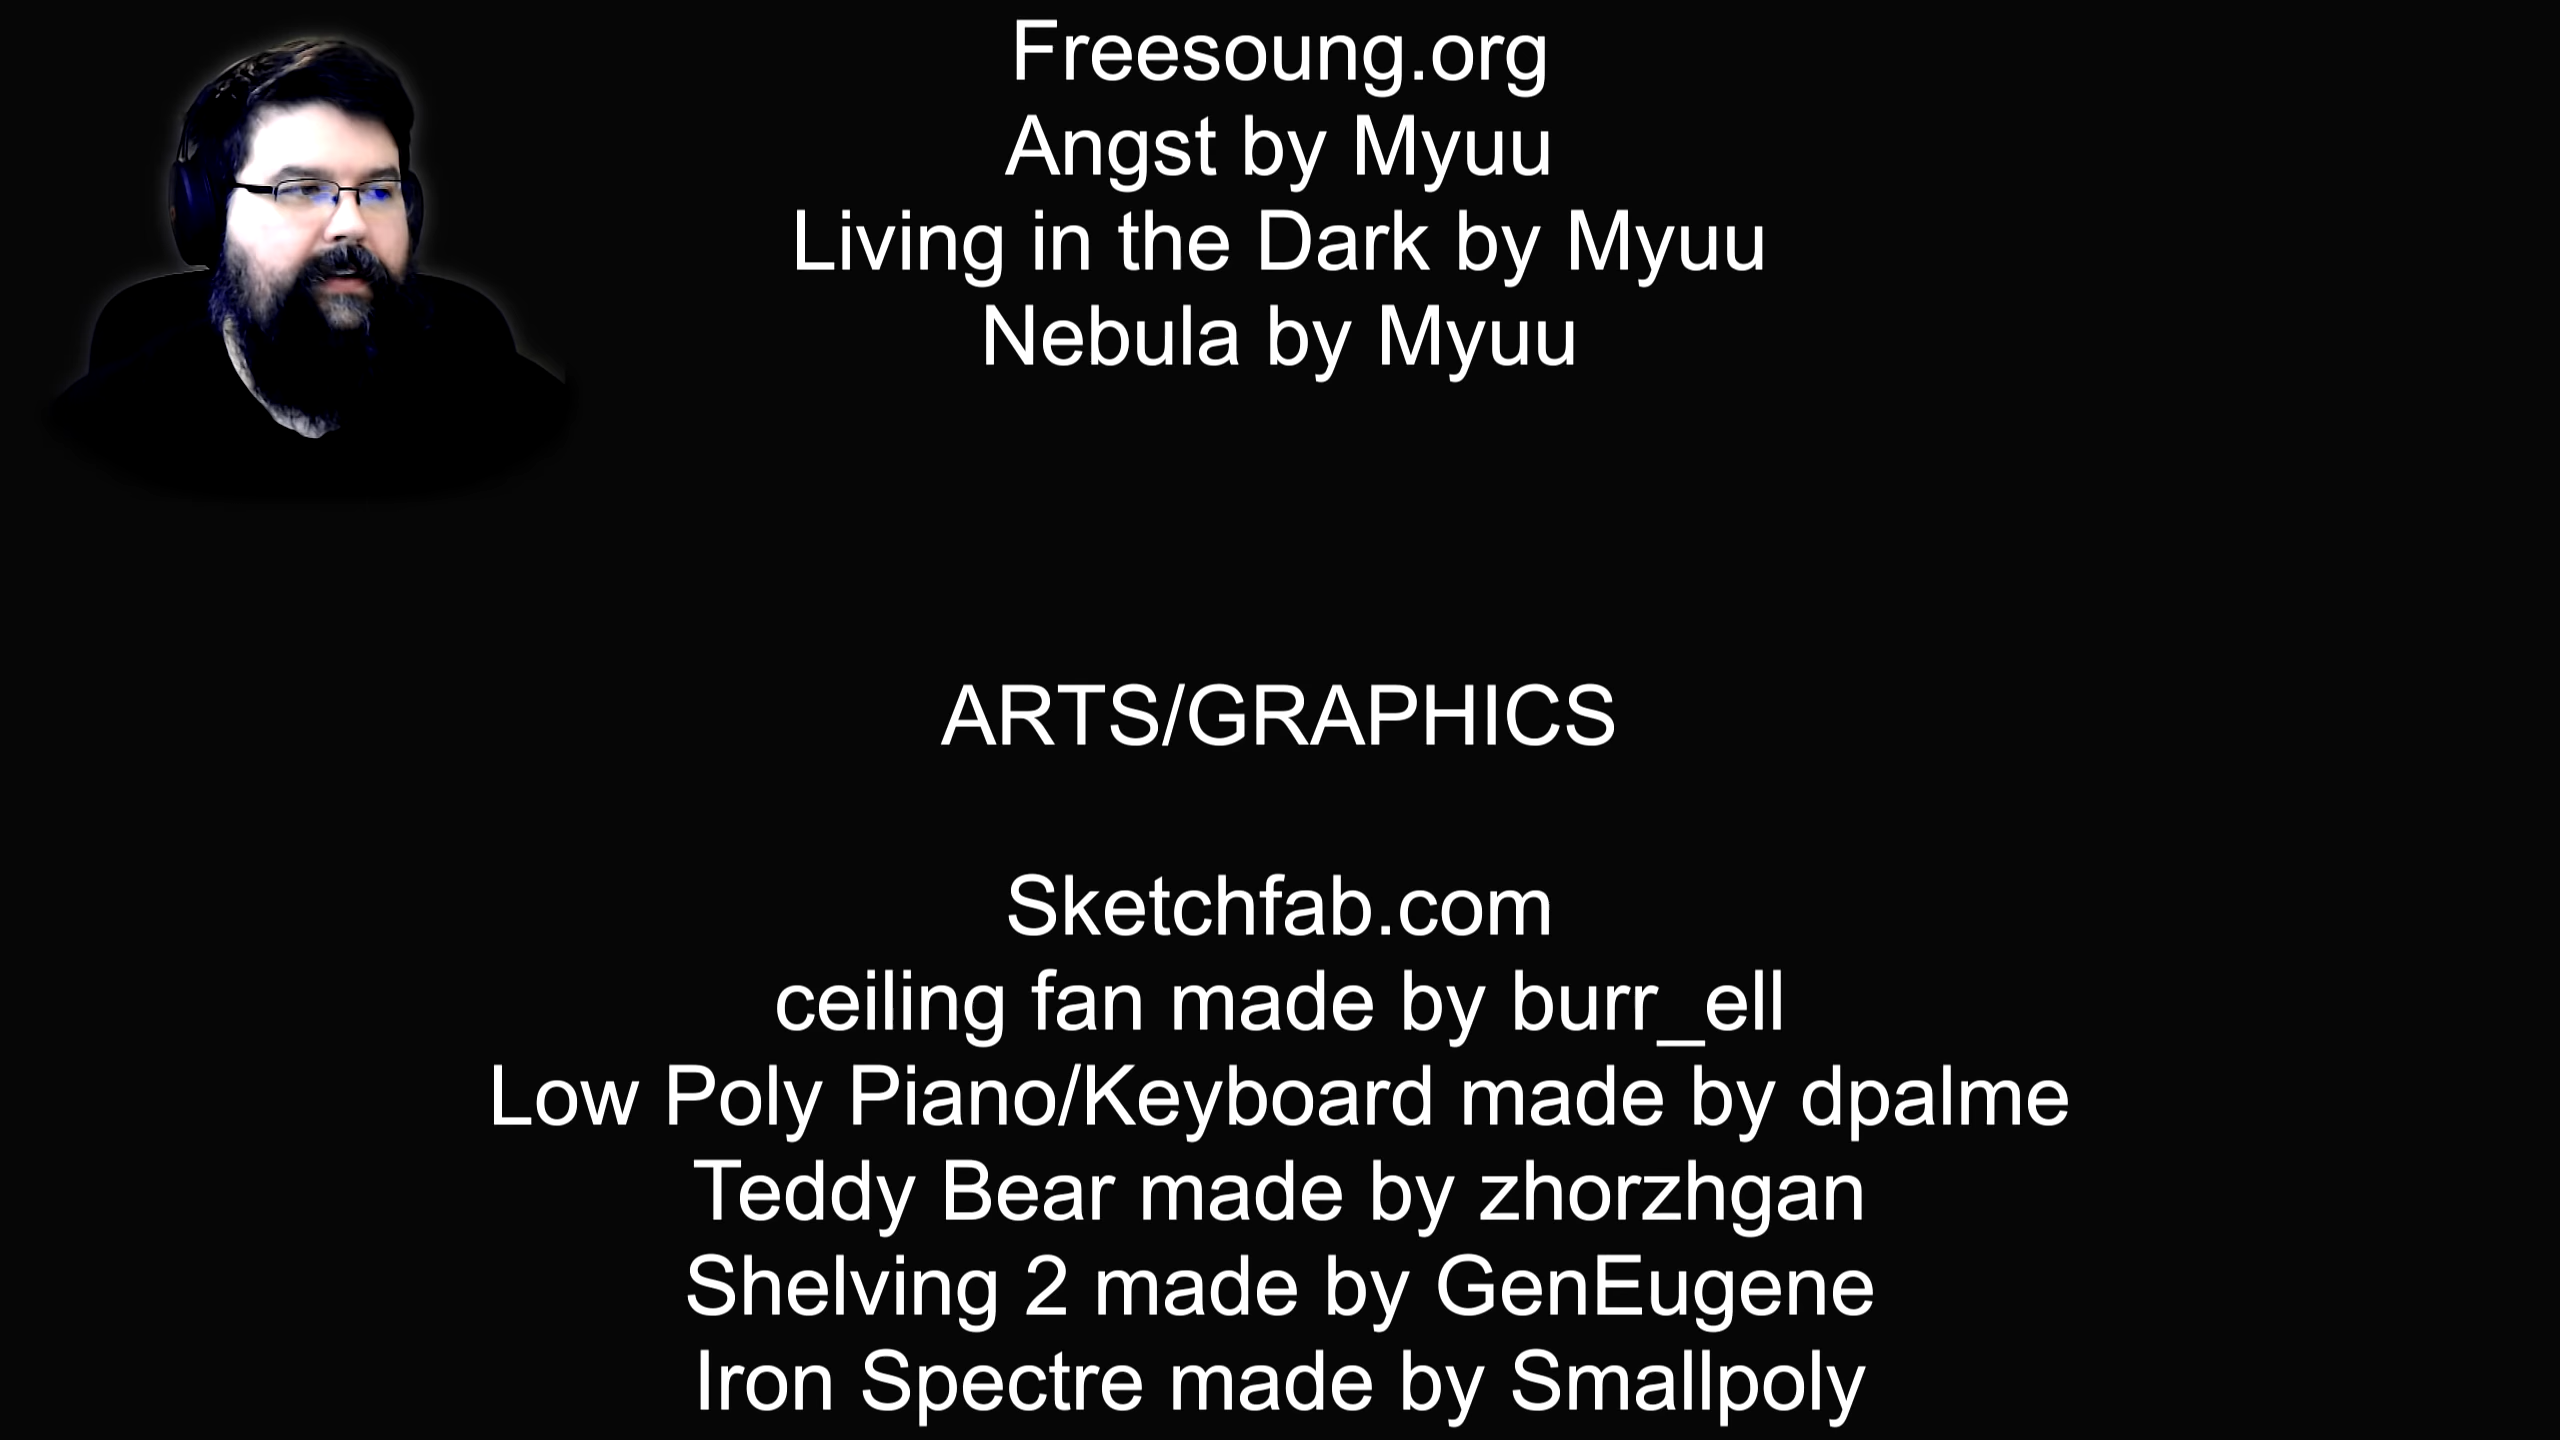 Freesoung.org
Angst by Myuu
Living in the Dark by Myuu
Nebula by Myuu
ARTS/GRAPHICS
Sketchfab.com
ceiling fan made by burr_ell
Low Poly Piano/Keyboard made by dpalme
Teddy Bear made by zhorzhgan
Shelving 2 made by GenEugene
Iron Spectre made by Smallpoly